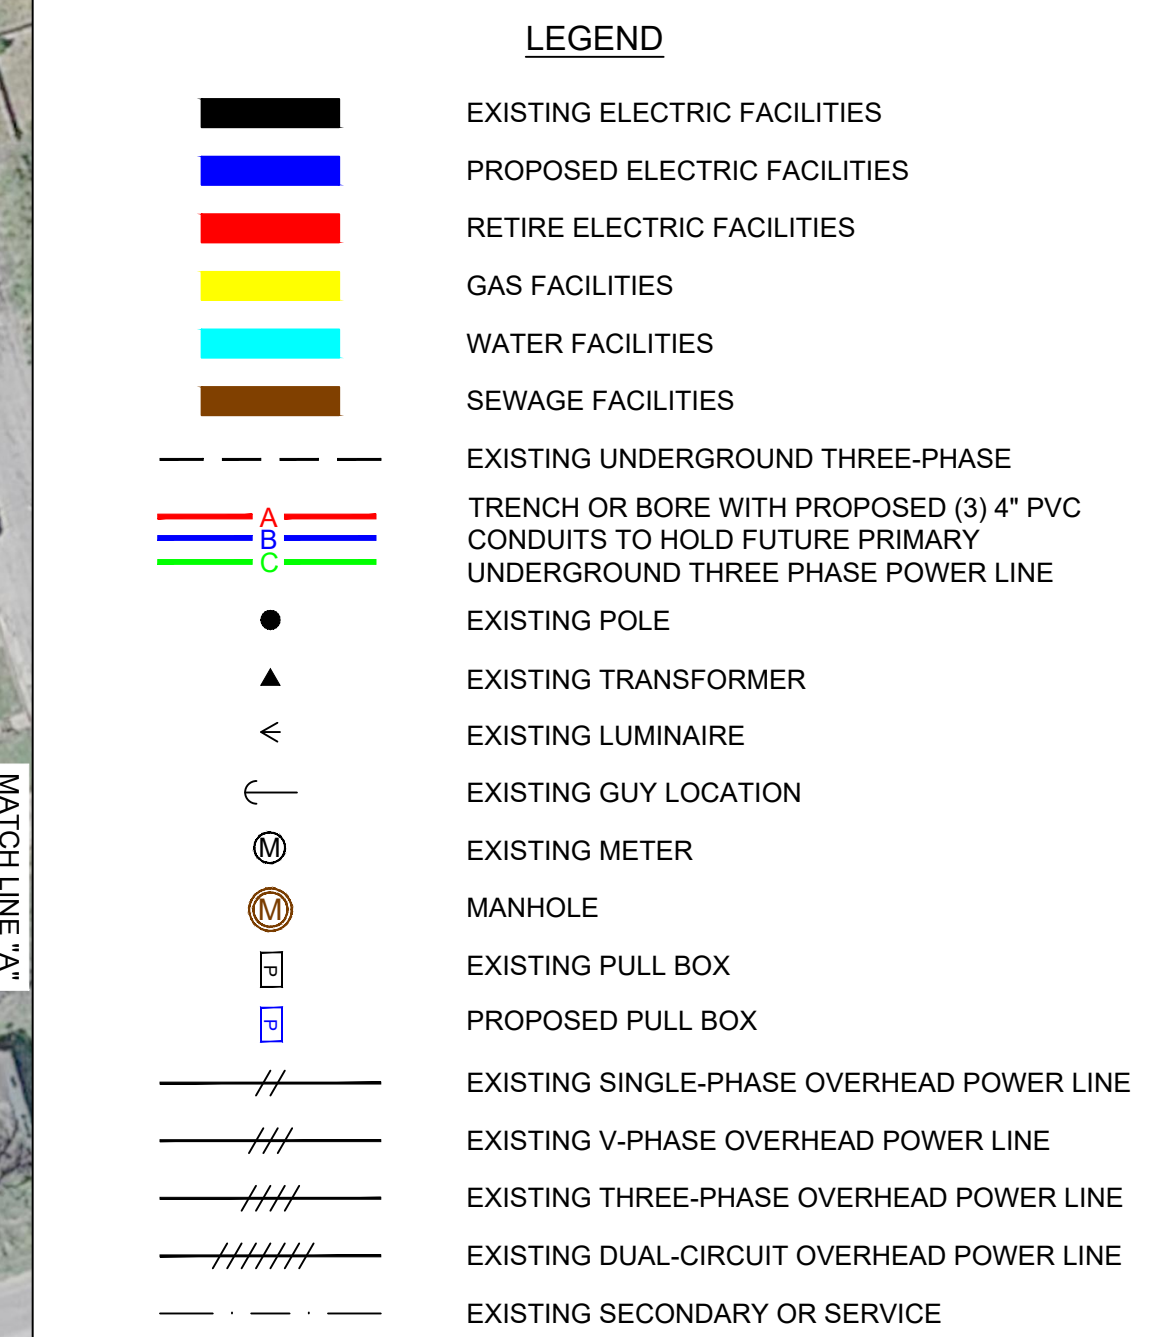 LEGEND
EXISTING ELECTRIC FACILITIES
PROPOSED ELECTRIC FACILITIES
RETIRE ELECTRIC FACILITIES
GAS FACILITIES
WATER FACILITIES
SEWAGE FACILITIES
EXISTING UNDERGROUND THREE-PHASE
A
B
C
TRENCH OR BORE WITH PROPOSED (3) 4" PVC
CONDUITS TO HOLD FUTURE PRIMARY
UNDERGROUND THREE PHASE POWER LINE
EXISTING POLE
EXISTING TRANSFORMER
EXISTING LUMINAIRE
EXISTING GUY LOCATION
M EXISTING METER
M MANHOLE
P EXISTING PULL BOX
P PROPOSED PULL BOX
EXISTING SINGLE-PHASE OVERHEAD POWER LINE
EXISTING V-PHASE OVERHEAD POWER LINE
EXISTING THREE-PHASE OVERHEAD POWER LINE
EXISTING DUAL-CIRCUIT OVERHEAD POWER LINE
EXISTING SECONDARY OR SERVICE
MATCH LINE "A"